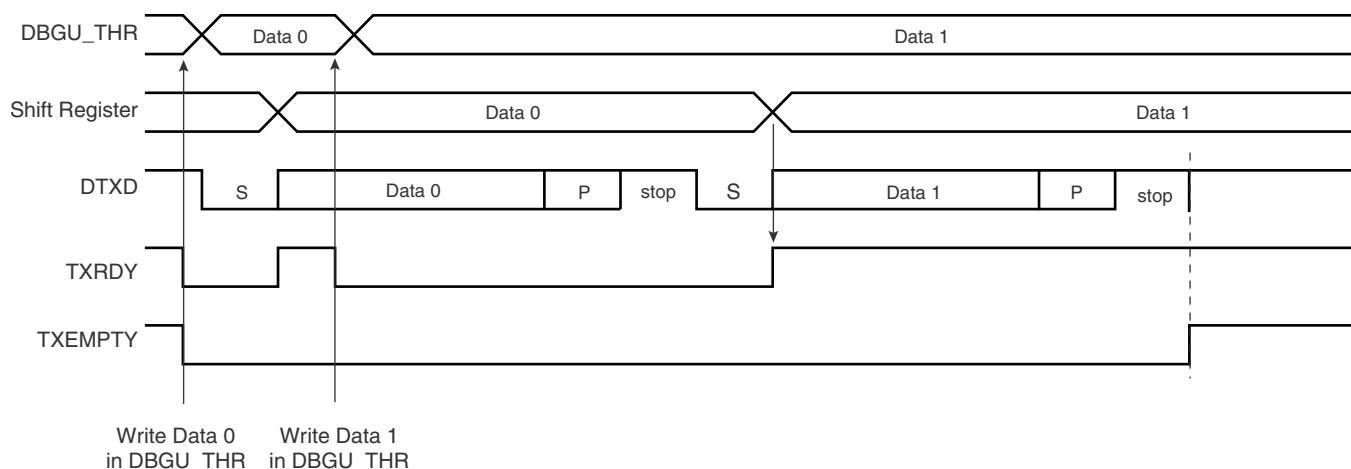 DBGU_THR
Data 0
Data 1
Shift Register
Data 0
Data 1
DTXD
S
Data 0
P
stop
S
Data 1
P
stop
TXRDY
TXEMPTY
Write Data 0
in DBGU_THR
Write Data 1
in DBGU_THR